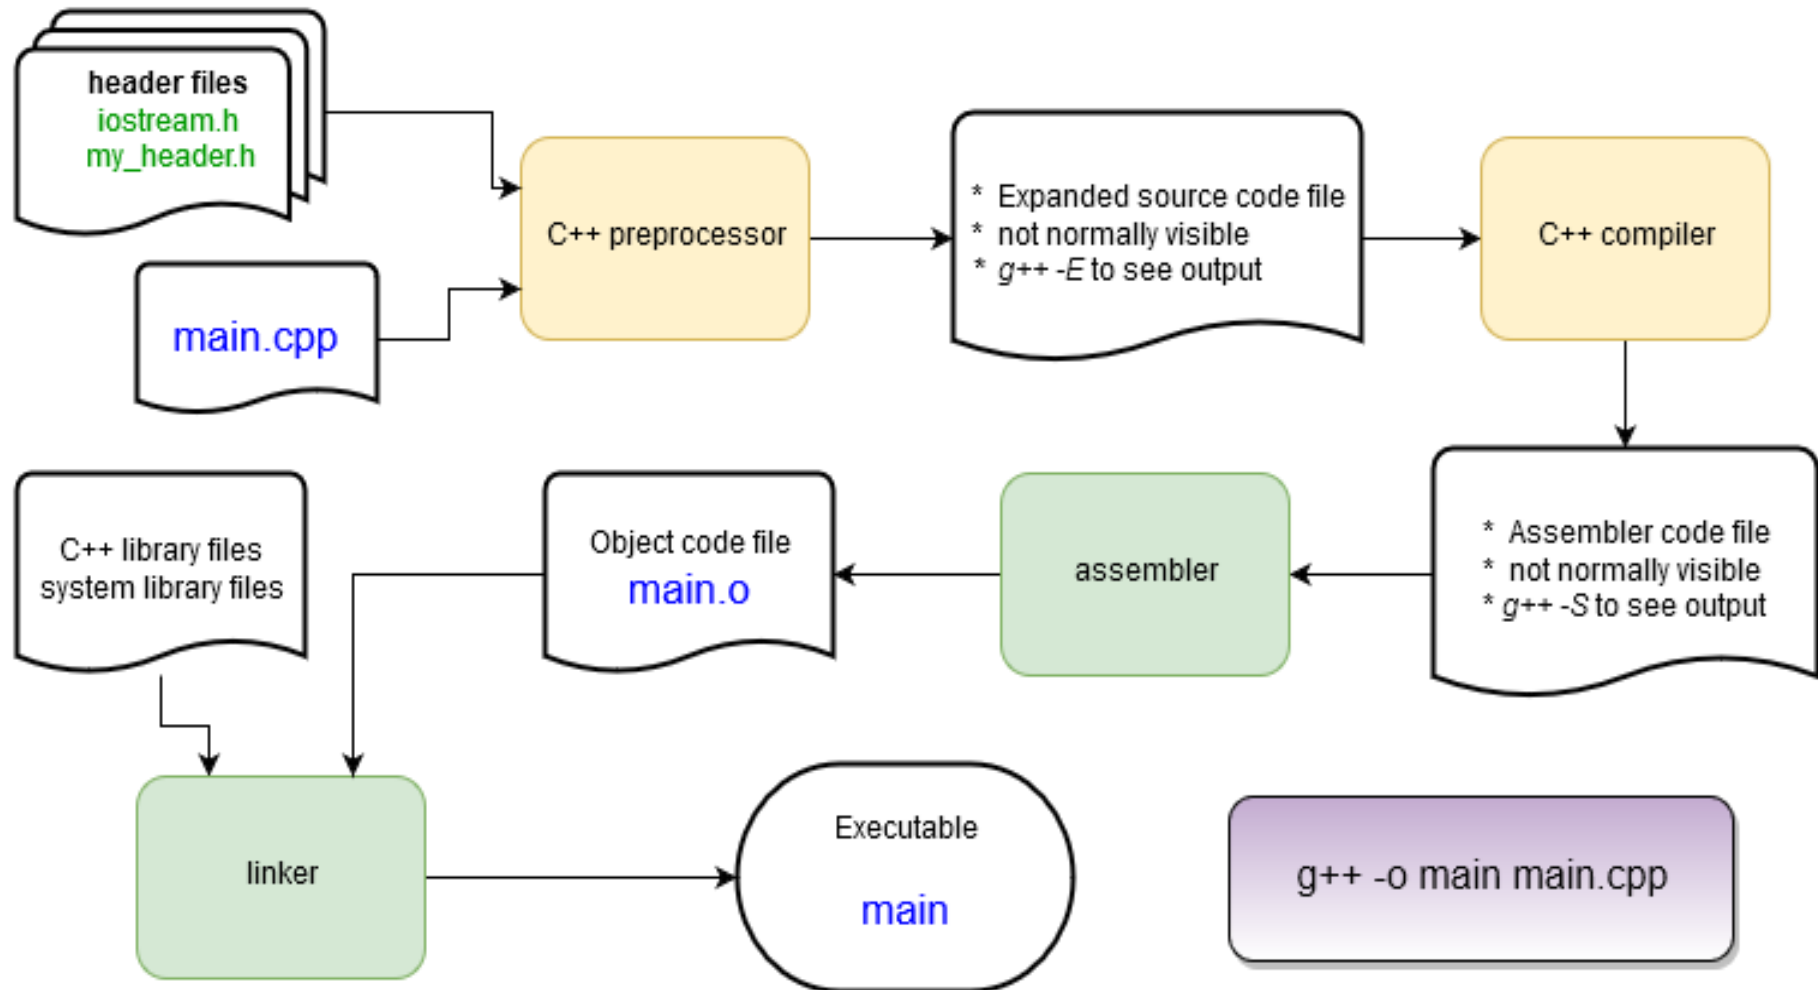 header files
iostream.h
my_header.h
main.cpp
C++ preprocessor
* Expanded source code file
* not normally visible
* g++ -E to see output
C++ compiler
C++ library files
system library files
Object code file
main.o
assembler
* Assembler code file
* not normally visible
* g++ -S to see output
linker
Executable
main
g++ -o main main.cpp